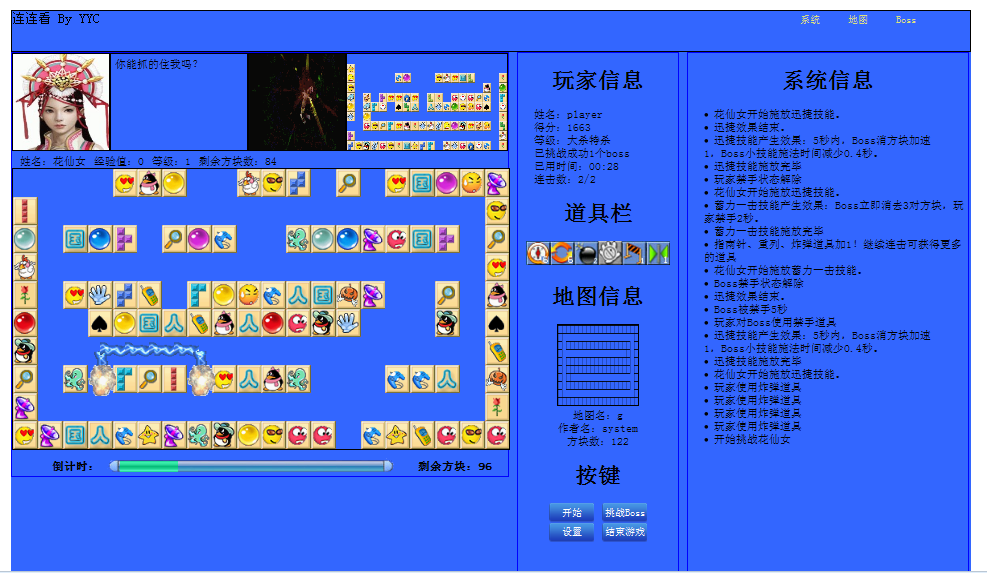 连连看 By YYC
系统 地图 Boss
你能抓的住我吗?
姓名: 花仙女 经验值: 0 等级: 1 剩余方块数: 84
倒计时:
剩余方块: 96
玩家信息
姓名: player
得分: 1663
等级: 大杀特杀
已挑战成功1个boss
已用时间: 00:28
连击数: 2/2
道具栏
地图信息
地图名: g
作者名: system
方块数: 122
按键
开始 挑战Boss
设置 结束游戏
系统信息
花仙女开始施放迅捷技能。
迅捷效果结束。
迅捷技能产生效果: 5秒内, Boss消方块加速
1, Boss小技能施法时间减少0.4秒。
迅捷技能施放完毕
玩家禁手状态解除
花仙女开始施放迅捷技能。
蓄力一击技能产生效果: Boss立即消去3对方块, 玩
家禁手2秒。
蓄力一击技能施放完毕
指南针、重列、炸弹道具加1! 继续连击可获得更多
的道具
花仙女开始施放蓄力一击技能。
Boss禁手状态解除
迅捷效果结束。
Boss被禁手5秒
玩家对Boss使用禁手道具
迅捷技能产生效果: 5秒内, Boss消方块加速
1, Boss小技能施法时间减少0.4秒。
迅捷技能施放完毕
花仙女开始施放迅捷技能。
玩家使用炸弹道具
玩家使用炸弹道具
玩家使用炸弹道具
玩家使用炸弹道具
开始挑战花仙女